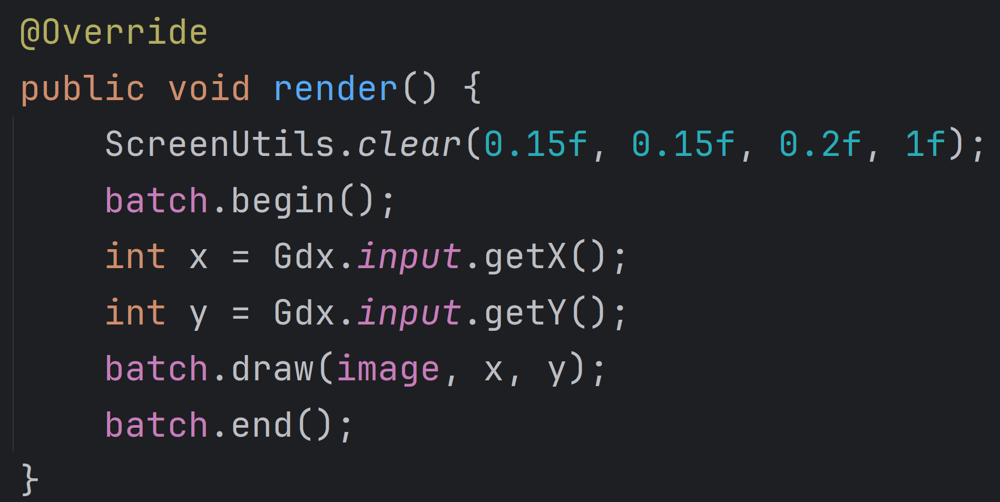 @Override
public void render() {
    ScreenUtils.clear(0.15f, 0.15f, 0.2f, 1f);
    batch.begin();
    int x = Gdx.input.getX();
    int y = Gdx.input.getY();
    batch.draw(image, x, y);
    batch.end();
}